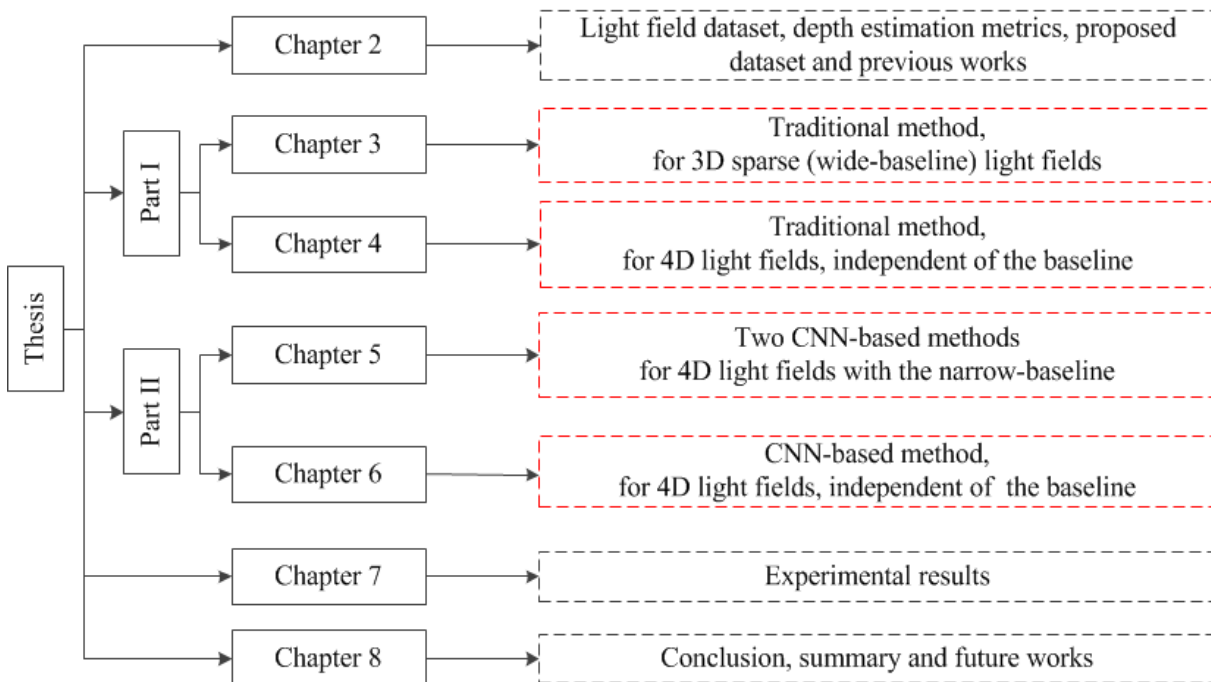 Thesis
Chapter 2
Light field dataset, depth estimation metrics, proposed
dataset and previous works
Part I
Chapter 3
Traditional method,
for 3D sparse (wide-baseline) light fields
Chapter 4
Traditional method,
for 4D light fields, independent of the baseline
Part II
Chapter 5
Two CNN-based methods
for 4D light fields with the narrow-baseline
Chapter 6
CNN-based method,
for 4D light fields, independent of the baseline
Chapter 7
Experimental results
Chapter 8
Conclusion, summary and future works